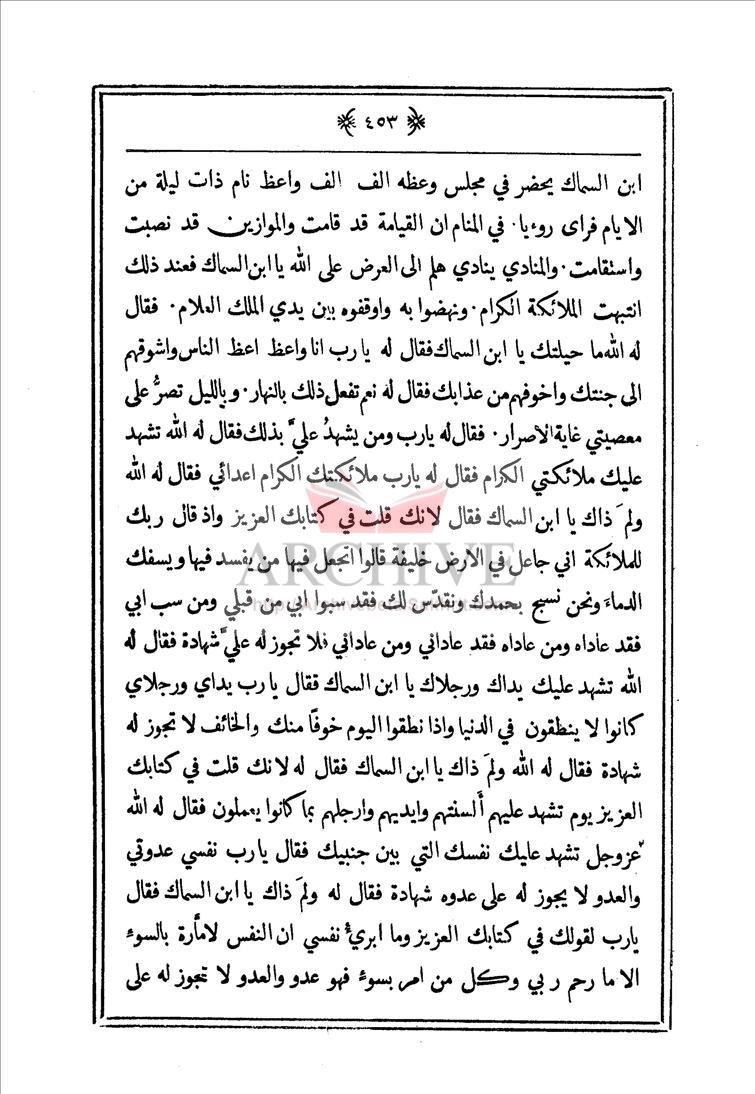 ٤٥٣
ابن السماك يحضر في مجلس وعظه الف الف واعظ نام ذات ليلة من
الايام فراى روءيا٠ في المنام ان القيامة قد قامت والموازين قد نصبت
واستقامت٠ والمنادي ينادي هلم الى العرض على الله يا ابن السماك فعند ذلك
انتبهت الملائكة الكرام٠ ونهضوا به واوقفوه بين يدي الملك العلام٠ فقال
له الله ما حيلتك يا ابن السماك فقال له يا رب انا واعظ اعظ الناس واشوقهم
الى جنتك واخوفهم من عذابك فقال له نعم تفعل ذلك بالنهار٠ وبالليل تصرُّ على
معصيتي غاية الاصرار٠ فقال له يارب ومن يشهدُ عليَّ بذلك فقال له الله تشهد
عليك ملائكتي الكرام فقال له يارب ملائكتك الكرام اعدائي فقال له الله
ولمَ ذاك يا ابن السماك فقال لانك قلت في كتابك العزيز واذ قال ربك
للملائكة اني جاعل في الارض خليفة قالوا اتجعل فيها من يفسد فيها ويسفك
ARCHIVE
الدماءَ ونحن نسبح بحمدك ونقدّس لك فقد سبوا ابي من قبلي ومن سب ابي
فقد عاداه ومن عاداه فقد عاداني ومن عاداني فلا تجوز له عليَّ شهادة فقال له
الله تشهد عليك يداك ورجلاك يا ابن السماك فقال يارب يداي ورجلاي
كانوا لا ينظقون في الدنيا واذا نطقوا اليوم خوفًا منك والخائف لا تجوز له
شهادة فقال له الله ولمَ ذاك يا ابن السماك فقال له لانك قلت في كتابك
العزيز يوم تشهد عليهم ألسنتهم وايديهم وارجلهم بما كانوا يعملون فقال له الله
عزوجل تشهد عليك نفسك التي بين جنبيك فقال يارب نفسي عدوتي
والعدو لا يجوز له على عدوه شهادة فقال له ولمَ ذاك يا ابن السماك فقال
يارب لقولك في كتابك العزيز وما ابريءُ نفسي ان النفس لامأرة بالسوءِ
الا ما رحم ربي وكل من امر بسوءٍ فهو عدو والعدو لا تجوز له على